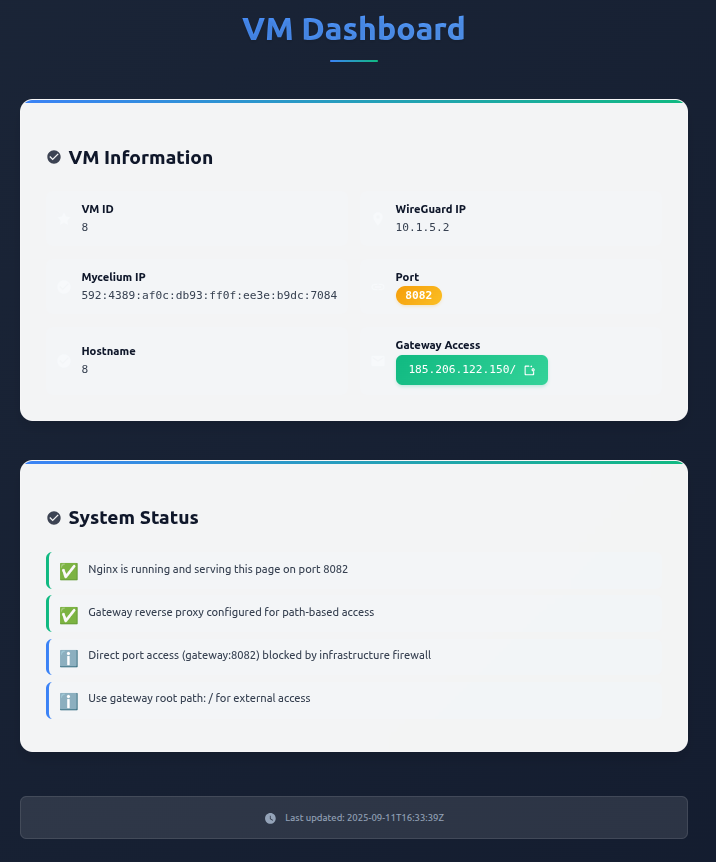 VM Dashboard
VM Information
VM ID
8
WireGuard IP
10.1.5.2
Mycelium IP
592:4389:af0c:db93:ff0f:ee3e:b9dc:7084
Port
8082
Hostname
8
Gateway Access
185.206.122.150/
System Status
Nginx is running and serving this page on port 8082
Gateway reverse proxy configured for path-based access
Direct port access (gateway:8082) blocked by infrastructure firewall
Use gateway root path: / for external access
Last updated: 2025-09-11T16:33:39Z